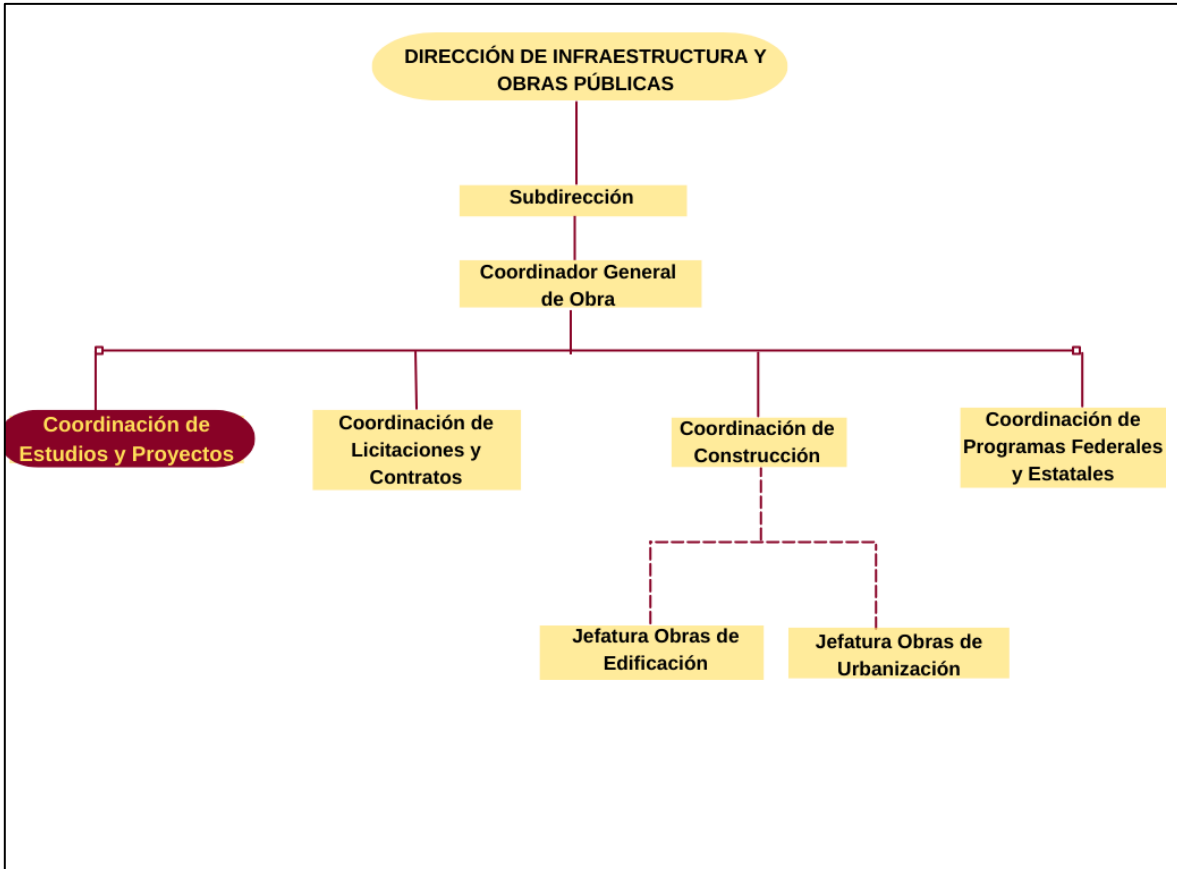 DIRECCIÓN DE INFRAESTRUCTURA Y
OBRAS PÚBLICAS
Subdirección
Coordinador General
de Obra
Coordinación de
Estudios y Proyectos
Coordinación de
Licitaciones y
Contratos
Coordinación de
Construcción
Coordinación de
Programas Federales
y Estatales
Jefatura Obras de
Edificación
Jefatura Obras de
Urbanización